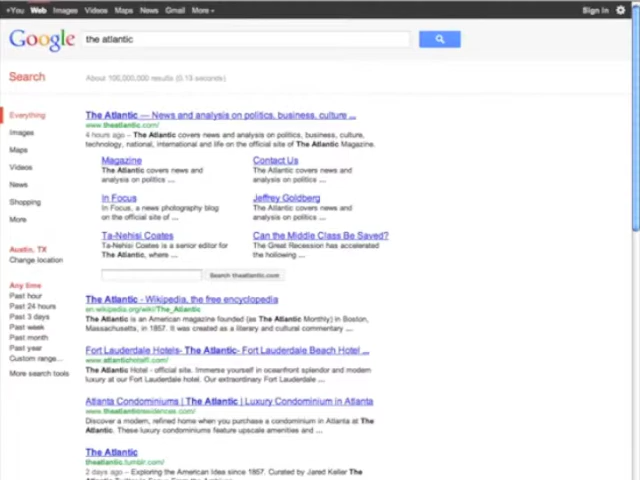 +You Web Images Videos Maps News Gmail More Sign in
Google the atlantic
Search About 100,000,000 results (0.13 seconds)
Everything
Images
Maps
Videos
News
Shopping
More
Austin, TX
Change location
Any time
Past hour
Past 24 hours
Past 3 days
Past week
Past month
Past year
Custom range...
More search tools
The Atlantic — News and analysis on politics, business, culture ...
www.theatlantic.com/
4 hours ago – The Atlantic covers news and analysis on politics, business, culture,
technology, national, international and life on the official site of The Atlantic Magazine.
Magazine
The Atlantic covers news and
analysis on politics ...
Contact Us
The Atlantic covers news and
analysis on politics ...
In Focus
In Focus, a news photography blog
on the official site of ...
Jeffrey Goldberg
The Atlantic covers news and
analysis on politics ...
Ta-Nehisi Coates
Ta-Nehisi Coates is a senior editor for
The Atlantic, where ...
Can the Middle Class Be Saved?
The Great Recession has accelerated
the hollowing ...
Search theatlantic.com
The Atlantic - Wikipedia, the free encyclopedia
en.wikipedia.org/wiki/The_Atlantic
The Atlantic is an American magazine founded (as The Atlantic Monthly) in Boston,
Massachusetts, in 1857. It was created as a literary and cultural commentary ...
Fort Lauderdale Hotels- The Atlantic- Fort Lauderdale Beach Hotel ...
www.atlantichotelfl.com/
The Atlantic Hotel - official site. Immerse yourself in oceanfront splendor and modern
luxury at our Fort Lauderdale hotel. Our extraordinary Fort Lauderdale ...
Atlanta Condominiums | The Atlantic | Luxury Condominium in Atlanta
www.theatlanticresidences.com/
Discover a modern, refined home when you purchase a condominium in Atlanta at The
Atlantic. These luxury condominiums feature upscale amenities and ...
The Atlantic
theatlantic.tumblr.com/
2 days ago – Exploring the American Idea since 1857. Curated by Jared Keller The